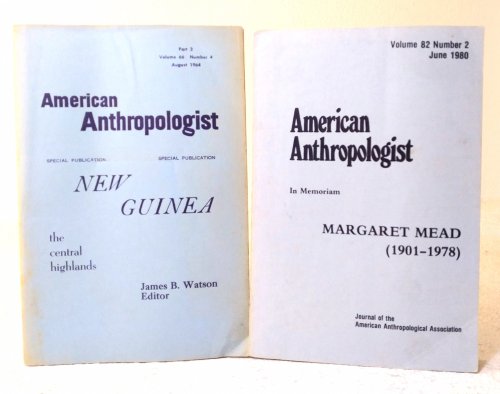 Part 2
Volume 66 Number 4
August 1964
American
Anthropologist
SPECIAL PUBLICATION SPECIAL PUBLICATION
NEW
GUINEA
the
central
highlands
James B. Watson
Editor
Volume 82 Number 2
June 1980
American
Anthropologist
In Memoriam
MARGARET MEAD
(1901-1978)
Journal of the
American Anthropological Association